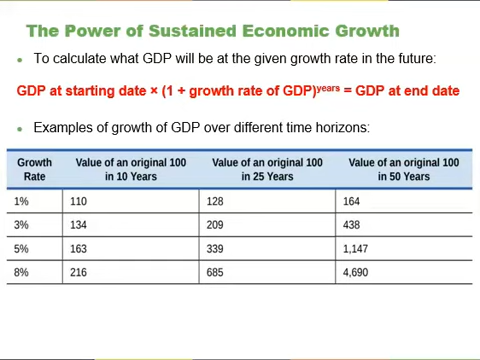 The Power of Sustained Economic Growth
• To calculate what GDP will be at the given growth rate in the future:
GDP at starting date × (1 + growth rate of GDP)^years = GDP at end date
• Examples of growth of GDP over different time horizons:
Growth Rate | Value of an original 100 in 10 Years | Value of an original 100 in 25 Years | Value of an original 100 in 50 Years
1% | 110 | 128 | 164
3% | 134 | 209 | 438
5% | 163 | 339 | 1,147
8% | 216 | 685 | 4,690